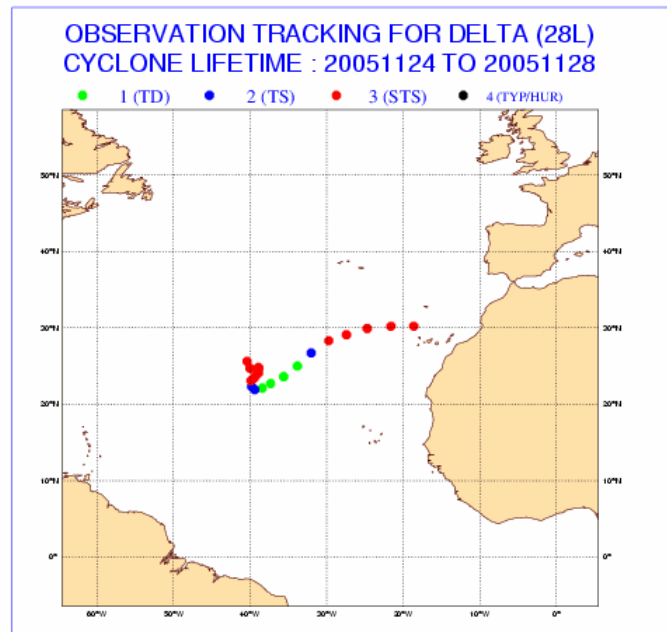 OBSERVATION TRACKING FOR DELTA (28L)
CYCLONE LIFETIME : 20051124 TO 20051128
1 (TD) 2 (TS) 3 (STS) 4 (TYP/HUR)
50°N 50°N
40°N 40°N
30°N 30°N
20°N 20°N
10°N 10°N
0° 0°
60°W 50°W 40°W 30°W 20°W 10°W 0°